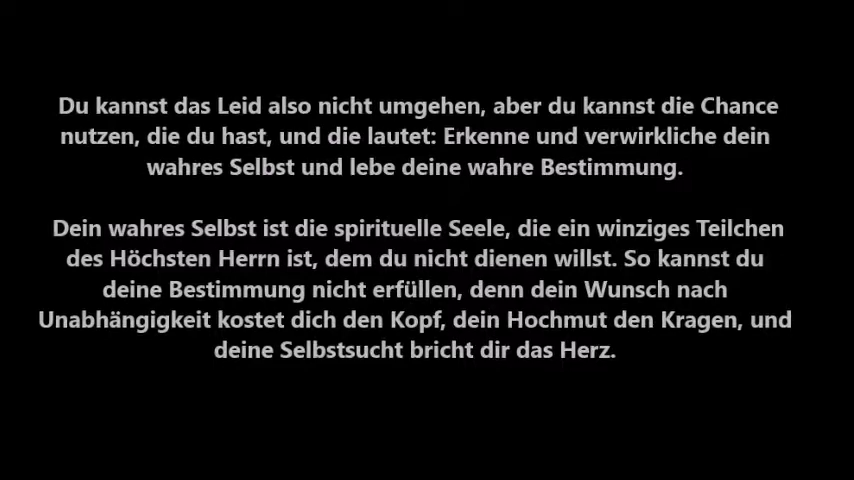 Du kannst das Leid also nicht umgehen, aber du kannst die Chance
nutzen, die du hast, und die lautet: Erkenne und verwirkliche dein
wahres Selbst und lebe deine wahre Bestimmung.
Dein wahres Selbst ist die spirituelle Seele, die ein winziges Teilchen
des Höchsten Herrn ist, dem du nicht dienen willst. So kannst du
deine Bestimmung nicht erfüllen, denn dein Wunsch nach
Unabhängigkeit kostet dich den Kopf, dein Hochmut den Kragen, und
deine Selbstsucht bricht dir das Herz.